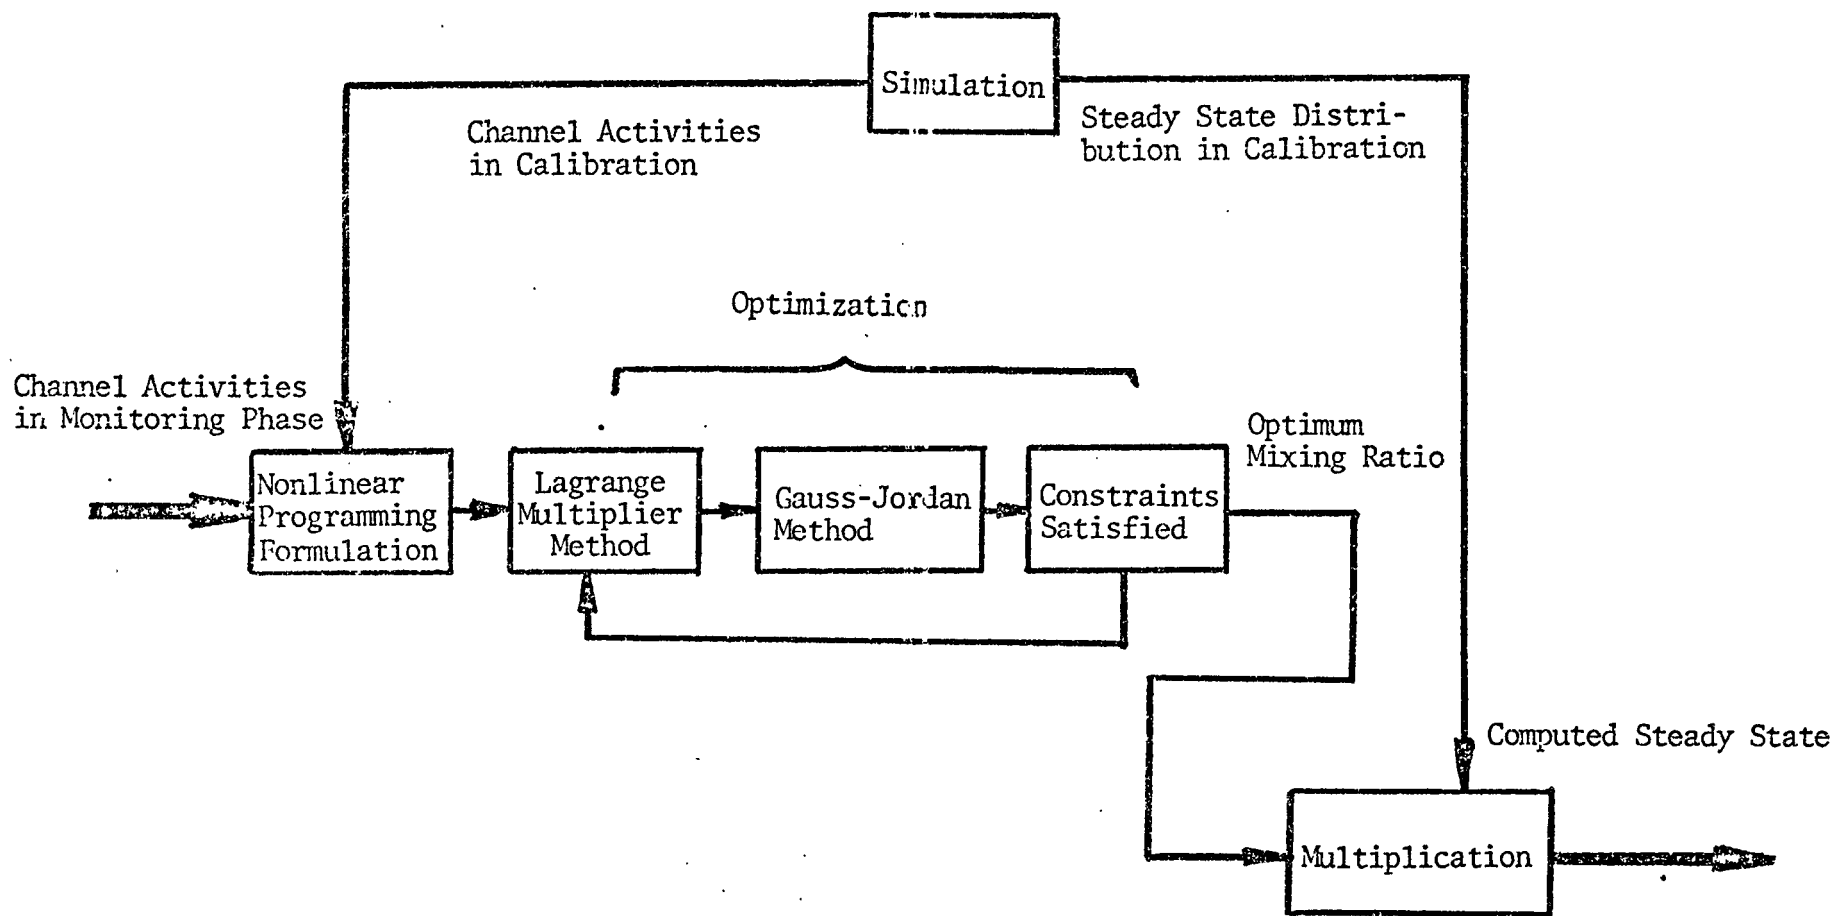 Simulation
Channel Activities
in Calibration
Steady State Distri-
bution in Calibration
Optimization
Channel Activities
in Monitoring Phase
Optimum
Mixing Ratio
Nonlinear
Programming
Formulation
Lagrange
Multiplier
Method
Gauss-Jordan
Method
Constraints
Satisfied
Computed Steady State
Multiplication